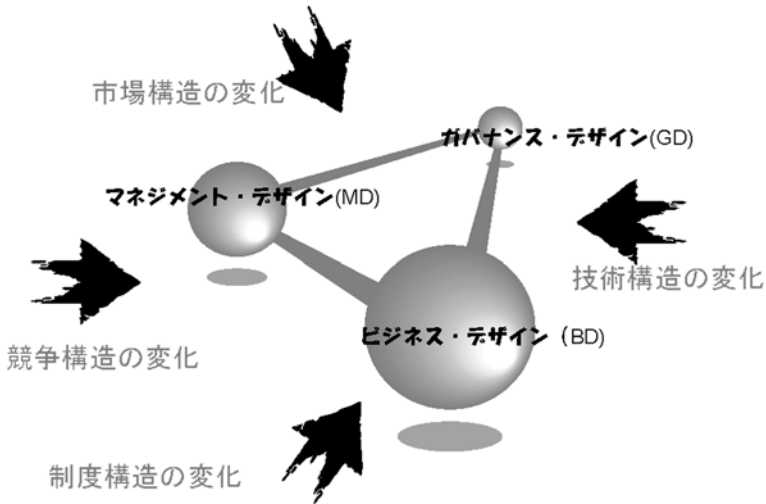 市場構造の変化
ガバナンス・デザイン(GD)
マネジメント・デザイン(MD)
技術構造の変化
ビジネス・デザイン(BD)
競争構造の変化
制度構造の変化